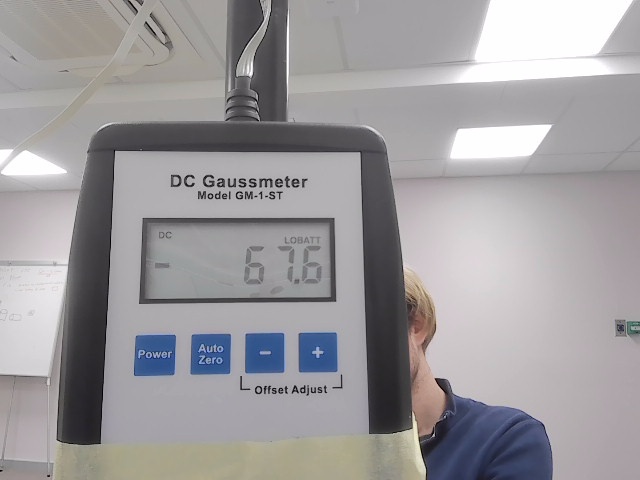 DC Gaussmeter
Model GM-1-ST
DC
LOBATT
- 67.6
Power
Auto
Zero
-
+
Offset Adjust